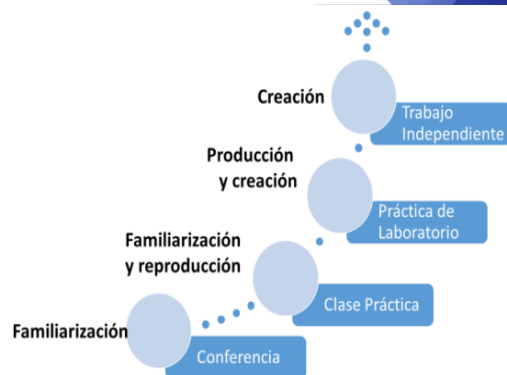 Creación
Trabajo
Independiente
Producción
y creación
Práctica de
Laboratorio
Familiarización
y reproducción
Clase Práctica
Familiarización
Conferencia